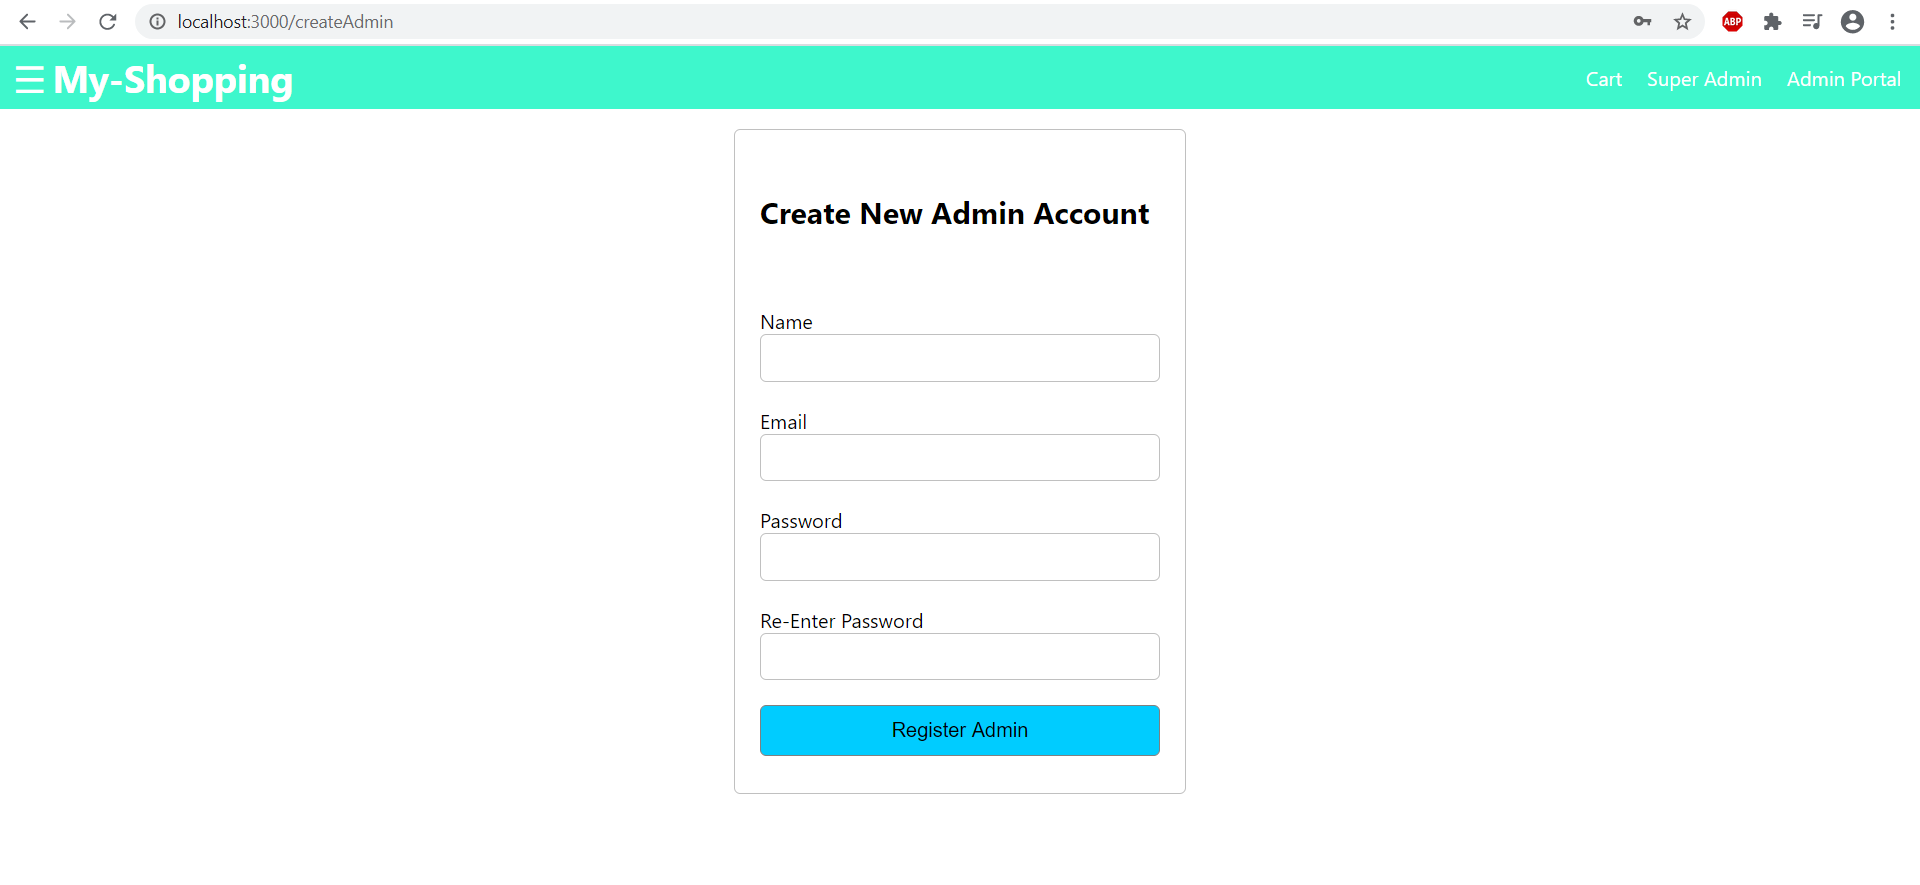 localhost:3000/createAdmin
ABP
☰ My-Shopping
Cart Super Admin Admin Portal
Create New Admin Account
Name
Email
Password
Re-Enter Password
Register Admin